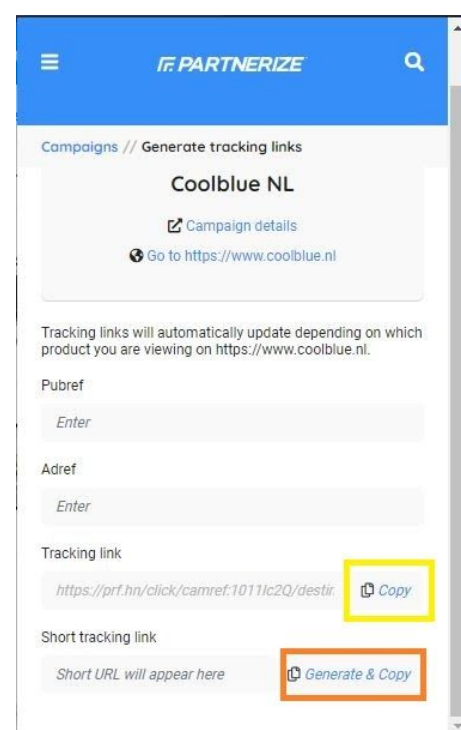 PARTNERIZE
Campaigns // Generate tracking links
Coolblue NL
Campaign details
Go to https://www.coolblue.nl
Tracking links will automatically update depending on which
product you are viewing on https://www.coolblue.nl.
Pubref
Enter
Adref
Enter
Tracking link
https://prf.hn/click/camref:1011lc2Q/destin Copy
Short tracking link
Short URL will appear here Generate & Copy